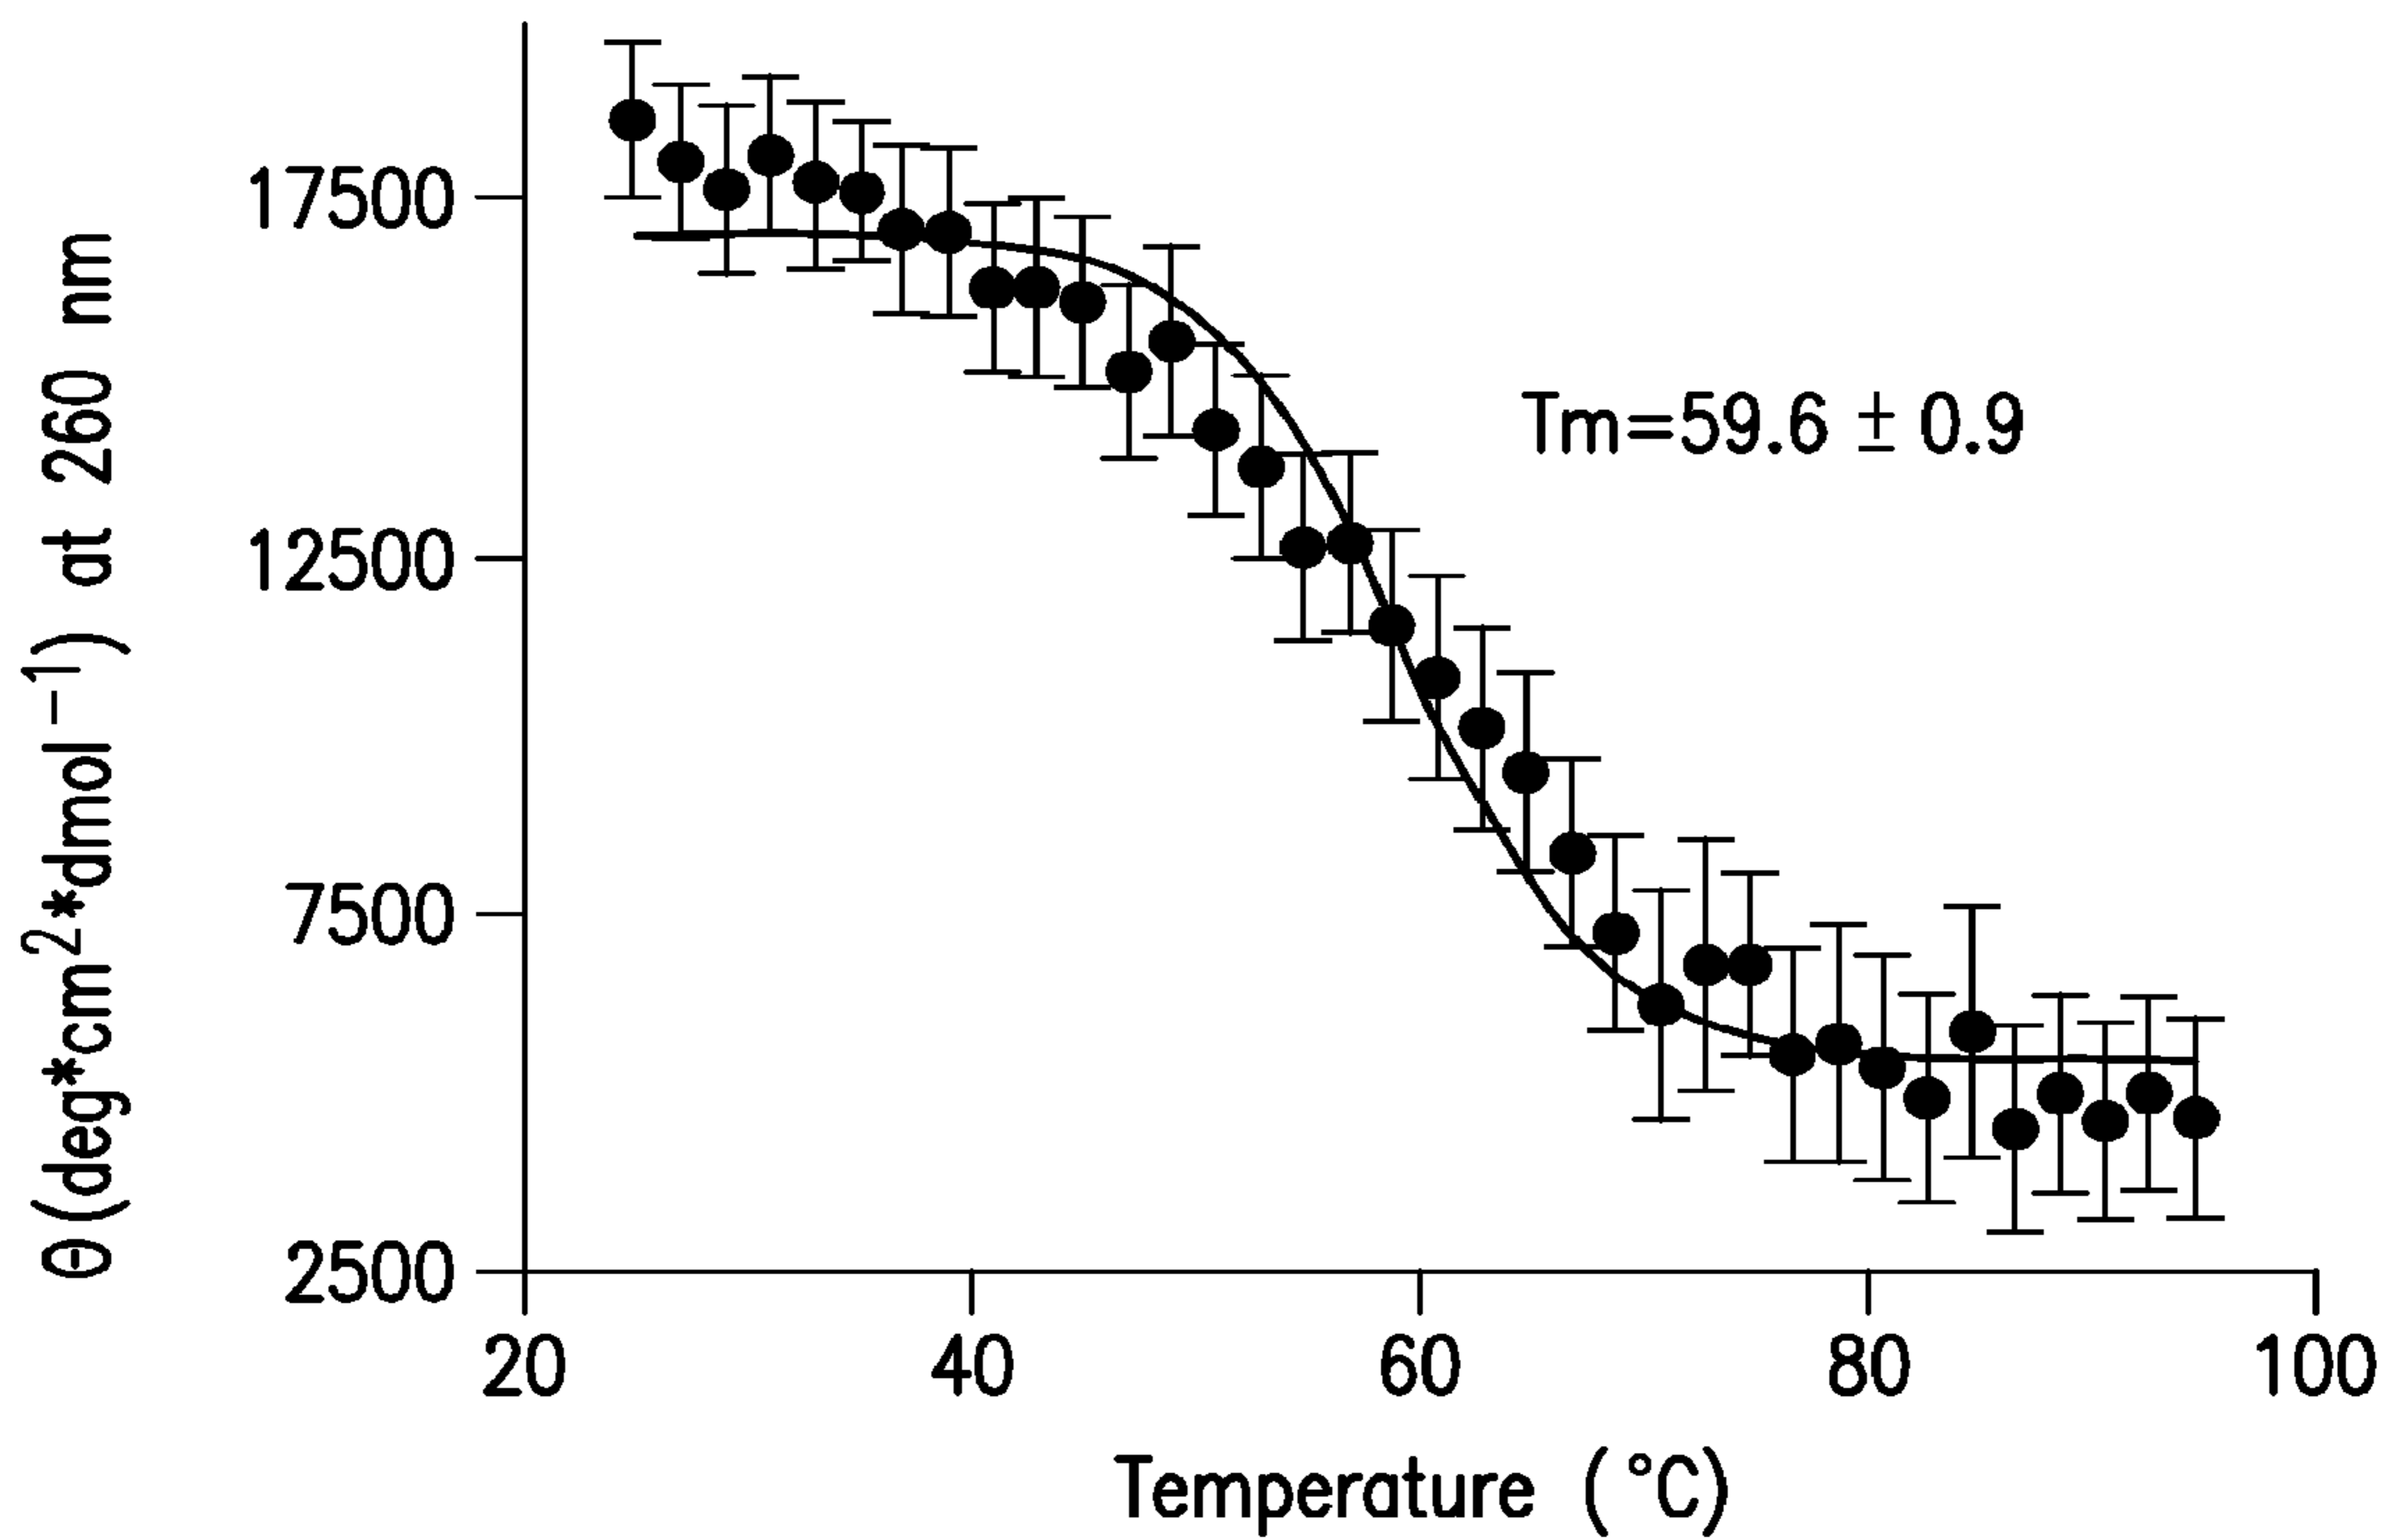 Θ(deg*cm²*dmol⁻¹) at 260 nm
17500
12500
7500
2500
Tm=59.6 ± 0.9
20 40 60 80 100
Temperature (°C)